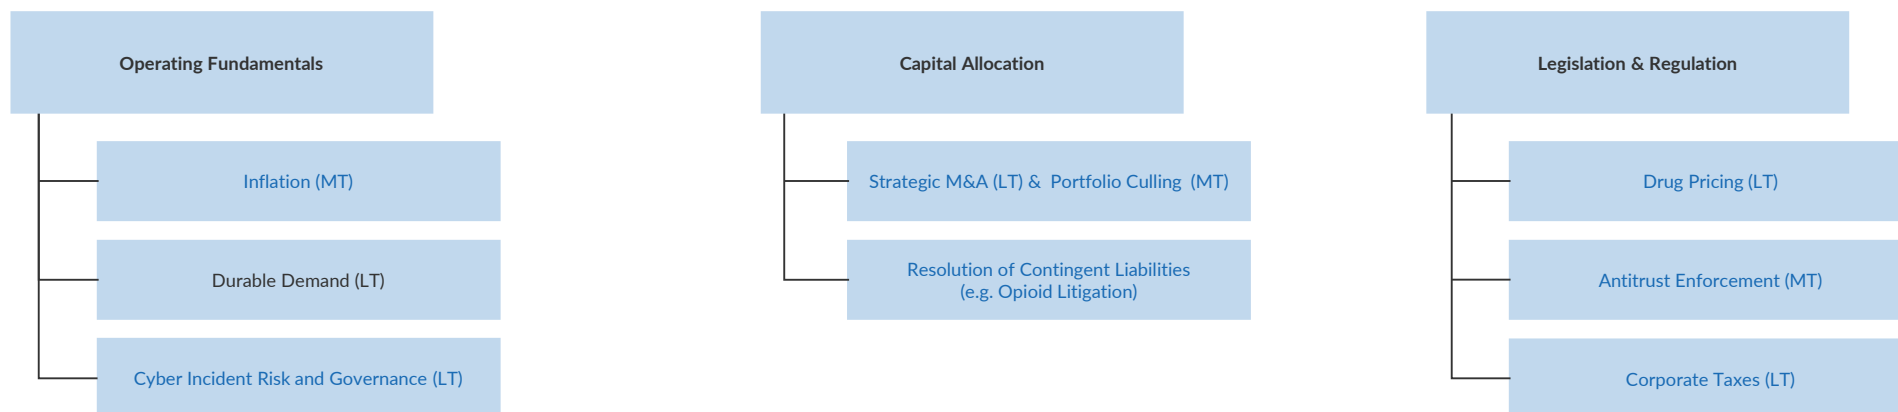 Operating Fundamentals
Inflation (MT)
Durable Demand (LT)
Cyber Incident Risk and Governance (LT)
Capital Allocation
Strategic M&A (LT) & Portfolio Culling (MT)
Resolution of Contingent Liabilities
(e.g. Opioid Litigation)
Legislation & Regulation
Drug Pricing (LT)
Antitrust Enforcement (MT)
Corporate Taxes (LT)